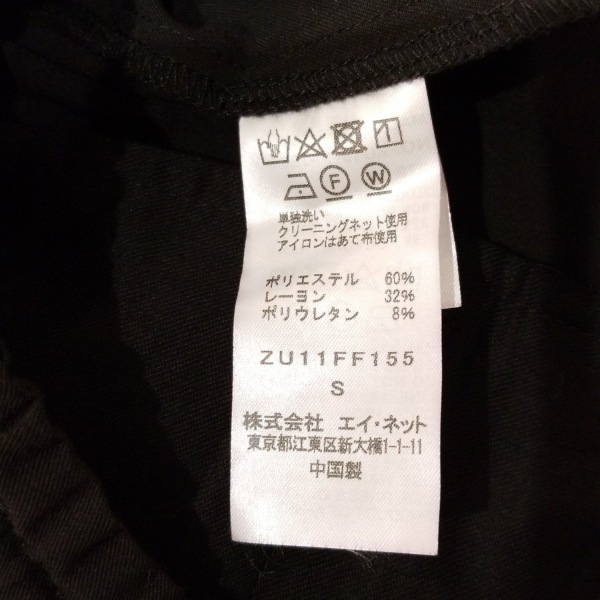 F W
単独洗い
クリーニングネット使用
アイロンはあて布使用
ポリエステル 60%
レーヨン 32%
ポリウレタン 8%
ZU11FF155
S
株式会社 エイ・ネット
東京都江東区新大橋1-1-11
中国製